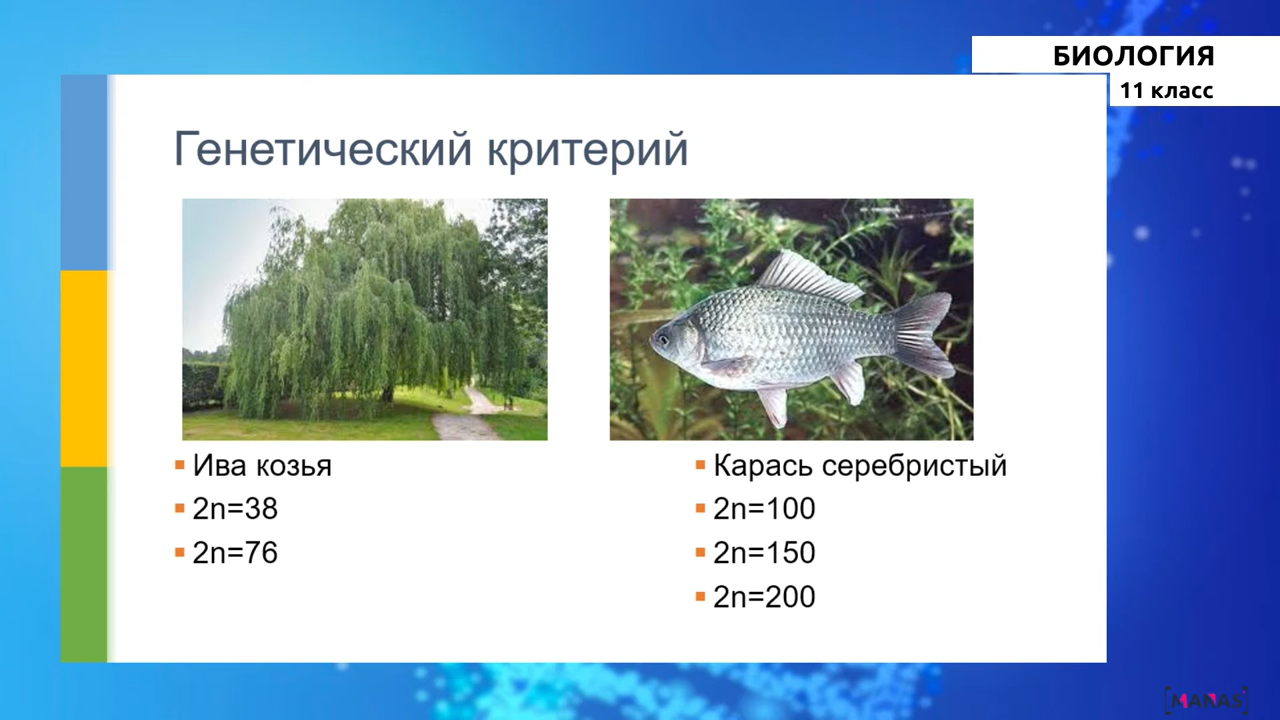 БИОЛОГИЯ
11 класс
Генетический критерий
Ива козья
2n=38
2n=76
Карась серебристый
2n=100
2n=150
2n=200
[MANAS]